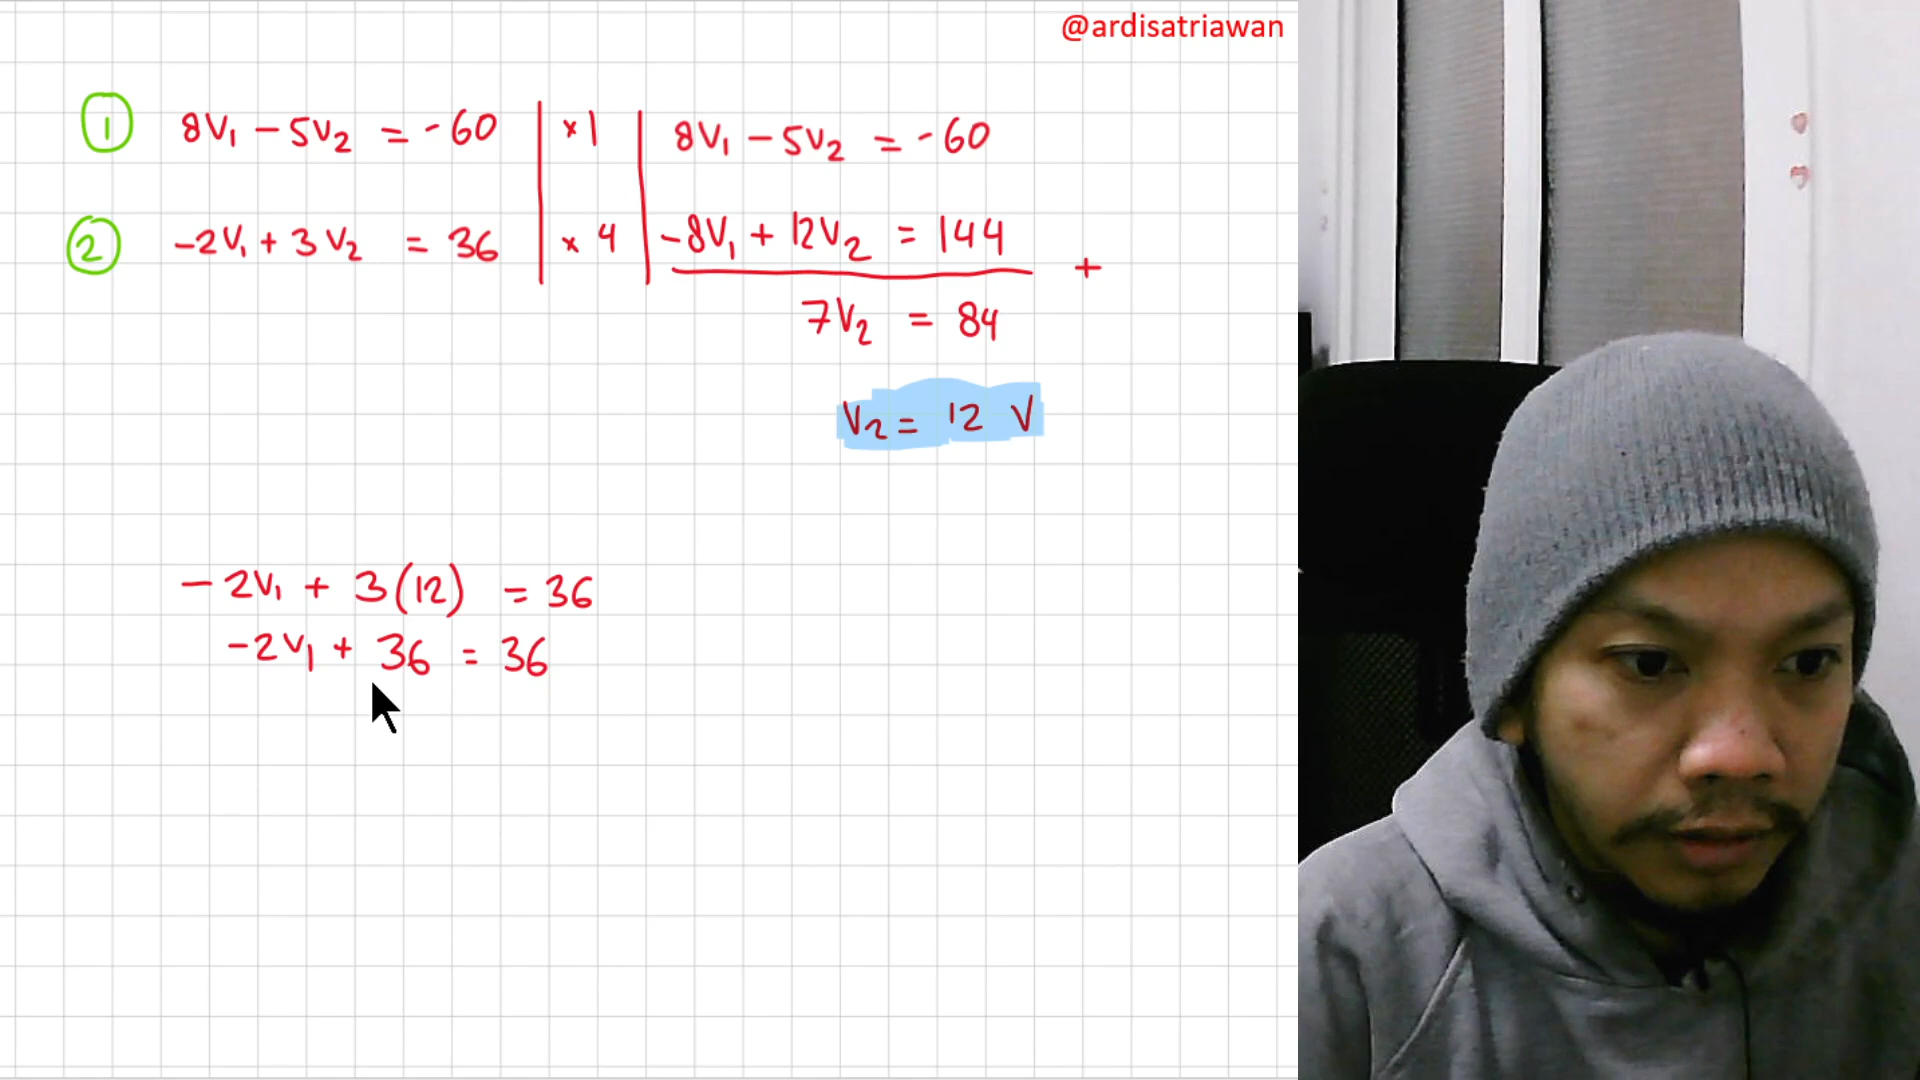 @ardisatriawan
1 8V₁ − 5V₂ = -60 | ×1 | 8V₁ − 5V₂ = -60
2 −2V₁ + 3V₂ = 36 | × 4 | −8V₁ + 12V₂ = 144 +
7V₂ = 84
V₂ = 12 V
− 2V₁ + 3(12) = 36
-2V₁ + 36 = 36